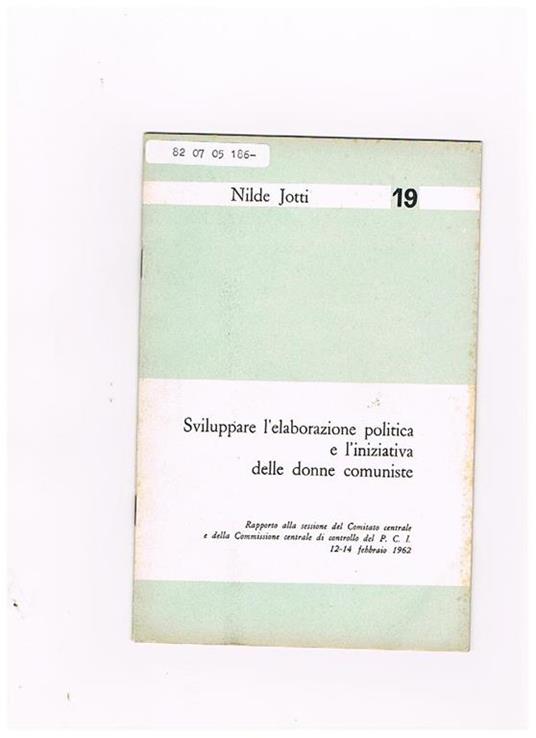 82 07 05 186-
Nilde Jotti 19
Sviluppare l'elaborazione politica
e l'iniziativa
delle donne comuniste
Rapporto alla sessione del Comitato centrale
e della Commissione centrale di controllo del P. C. I.
12-14 febbraio 1962